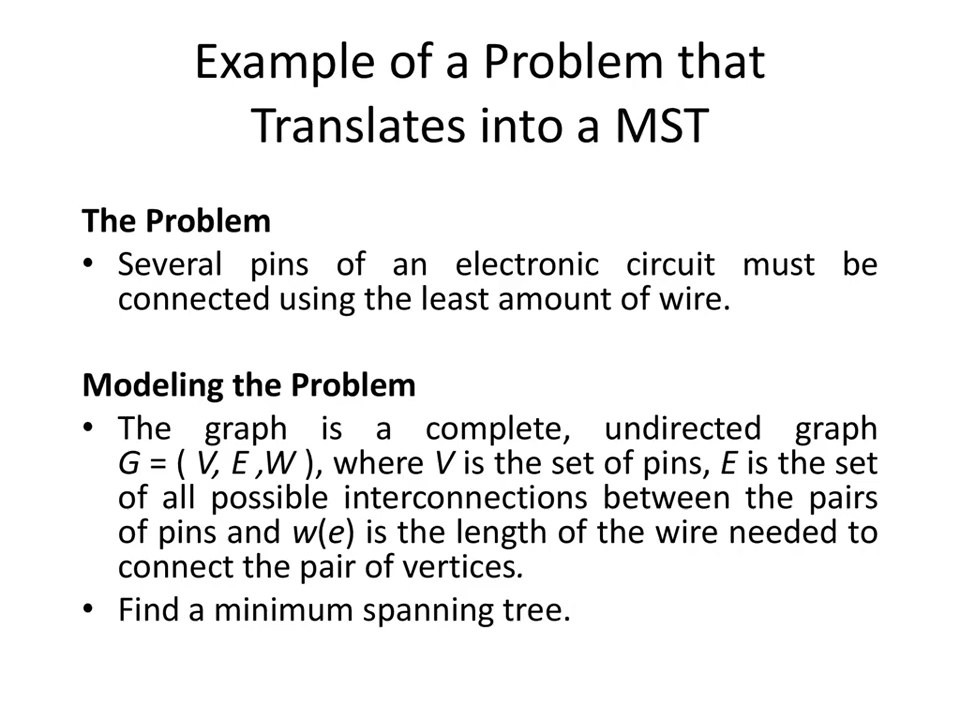 Example of a Problem that
Translates into a MST
The Problem
• Several pins of an electronic circuit must be
connected using the least amount of wire.
Modeling the Problem
• The graph is a complete, undirected graph
G = ( V, E ,W ), where V is the set of pins, E is the set
of all possible interconnections between the pairs
of pins and w(e) is the length of the wire needed to
connect the pair of vertices.
• Find a minimum spanning tree.